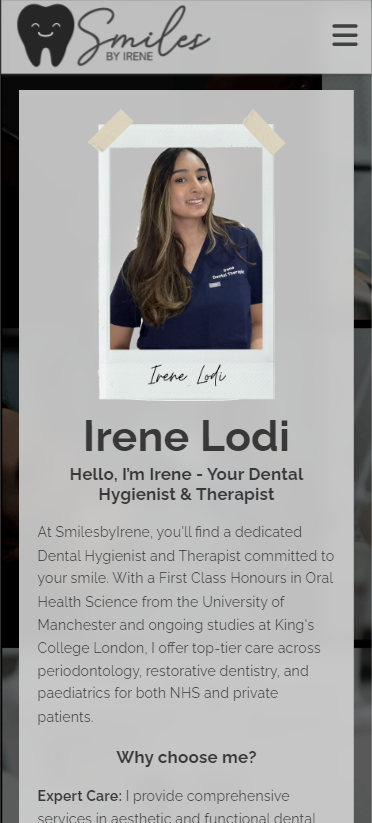 Smiles
BY IRENE
Irene
Dental Therapist
Irene Lodi
Irene Lodi
Hello, I'm Irene - Your Dental
Hygienist & Therapist
At SmilesbyIrene, you'll find a dedicated
Dental Hygienist and Therapist committed to
your smile. With a First Class Honours in Oral
Health Science from the University of
Manchester and ongoing studies at King's
College London, I offer top-tier care across
periodontology, restorative dentistry, and
paediatrics for both NHS and private
patients.
Why choose me?
Expert Care: I provide comprehensive
services in aesthetic and functional dental